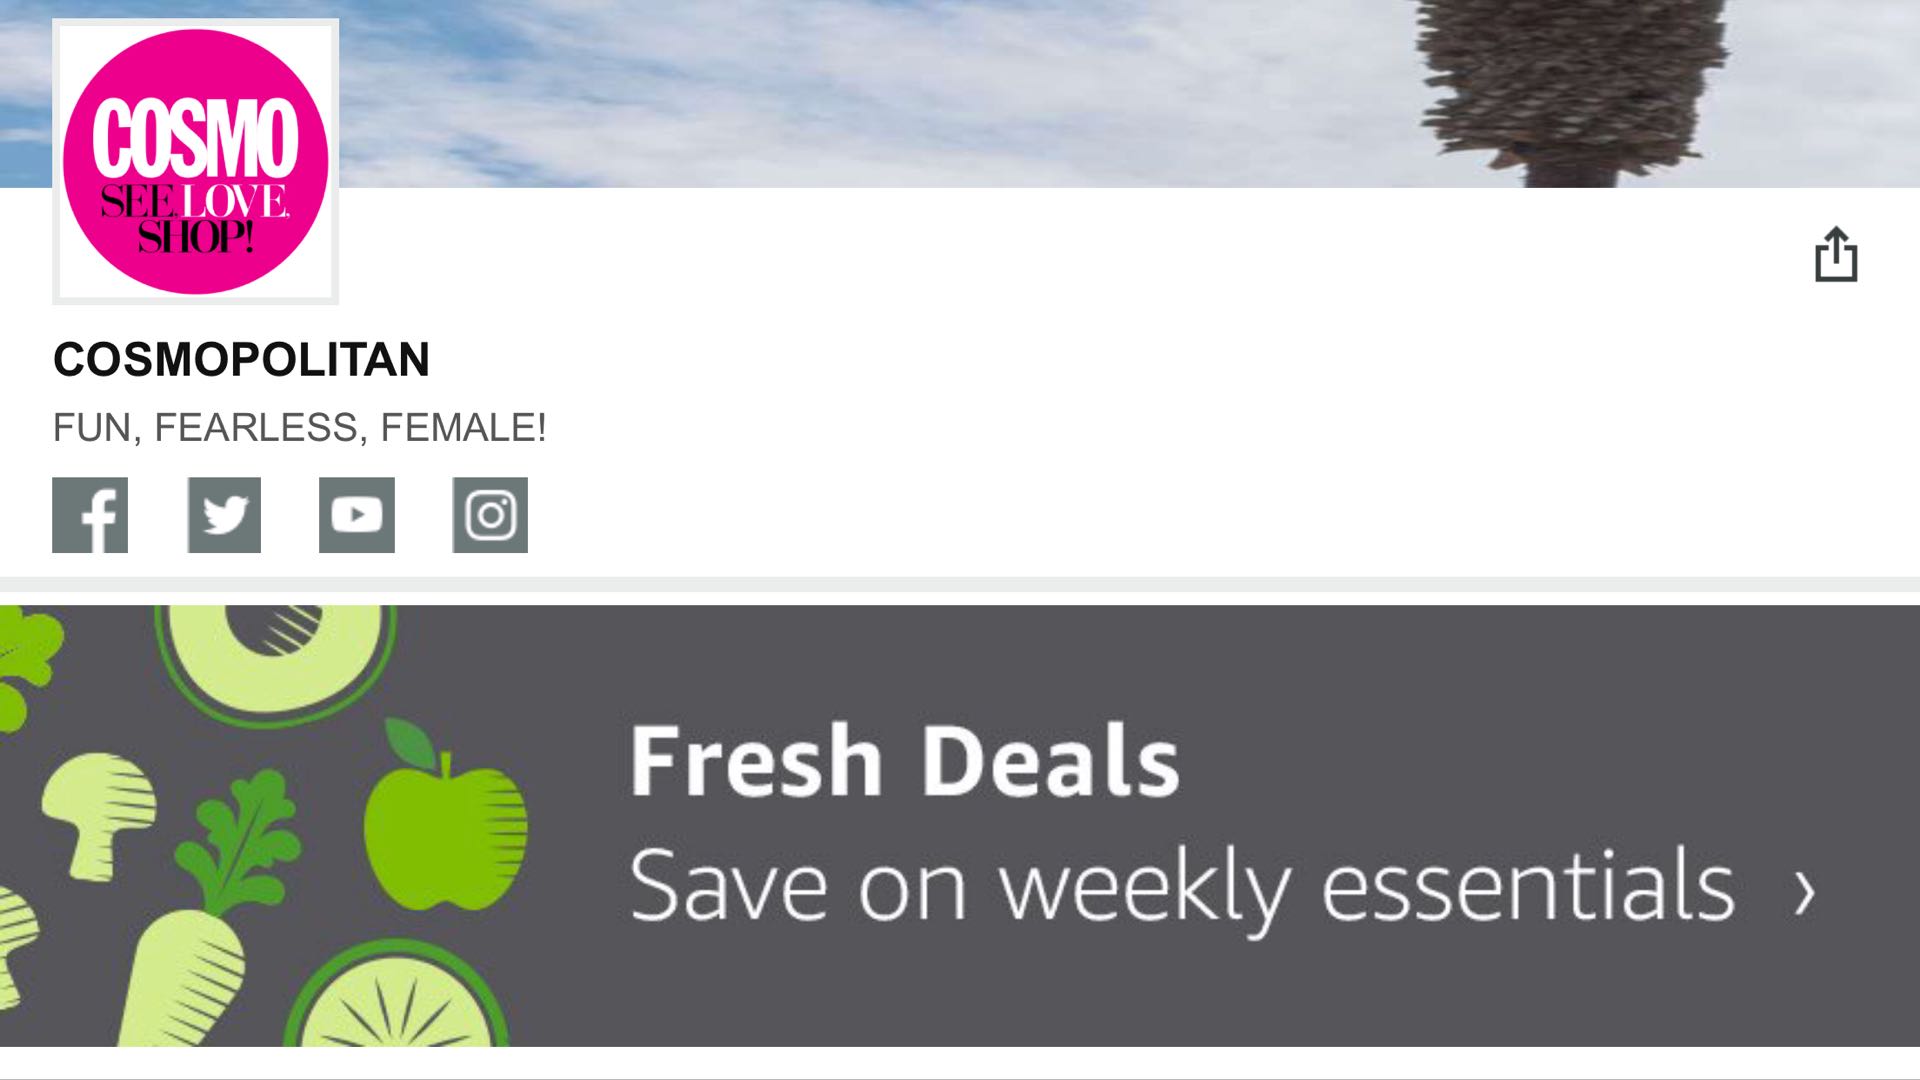 COSMO
SEE, LOVE,
SHOP!
COSMOPOLITAN
FUN, FEARLESS, FEMALE!
Fresh Deals
Save on weekly essentials ›